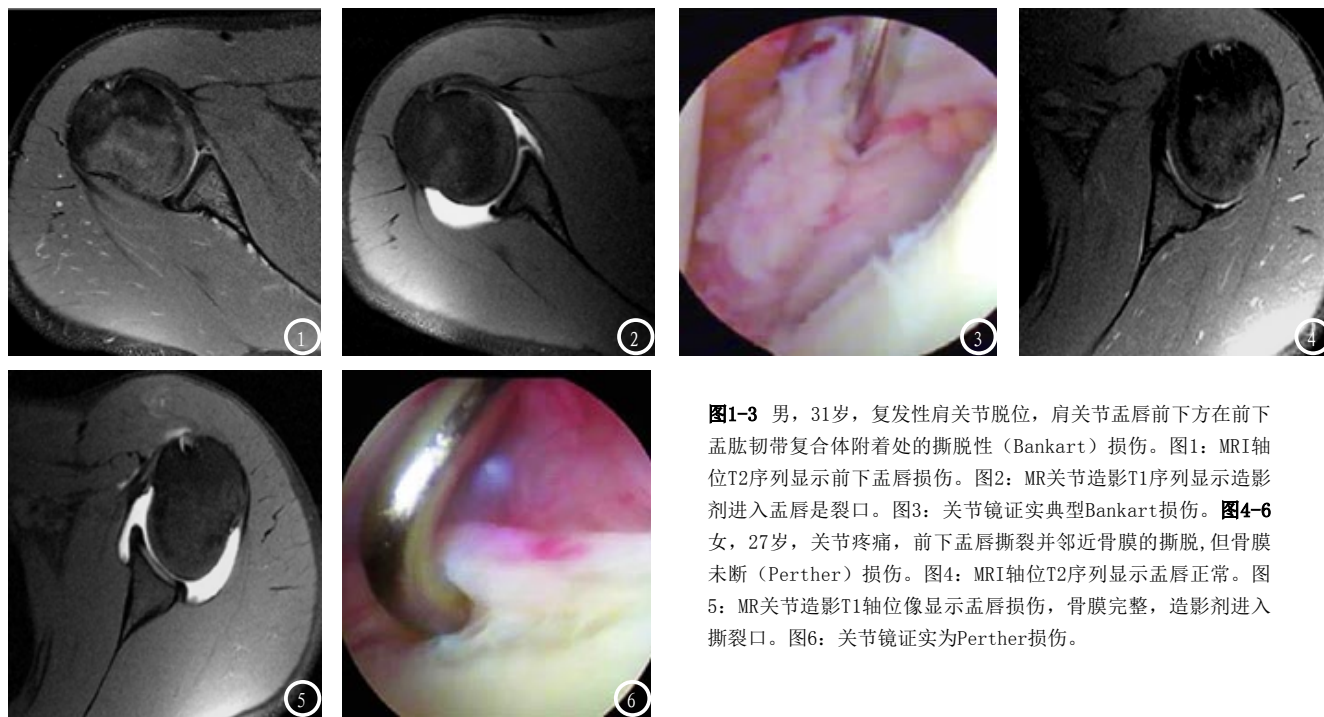 1
2
3
4
5
6
图1-3 男，31岁，复发性肩关节脱位，肩关节盂唇前下方在前下
盂肱韧带复合体附着处的撕脱性（Bankart）损伤。图1：MRI轴
位T2序列显示前下盂唇损伤。图2：MR关节造影T1序列显示造影
剂进入盂唇是裂口。图3：关节镜证实典型Bankart损伤。图4-6
女，27岁，关节疼痛，前下盂唇撕裂并邻近骨膜的撕脱,但骨膜
未断（Perther）损伤。图4：MRI轴位T2序列显示盂唇正常。图
5：MR关节造影T1轴位像显示盂唇损伤，骨膜完整，造影剂进入
撕裂口。图6：关节镜证实为Perther损伤。